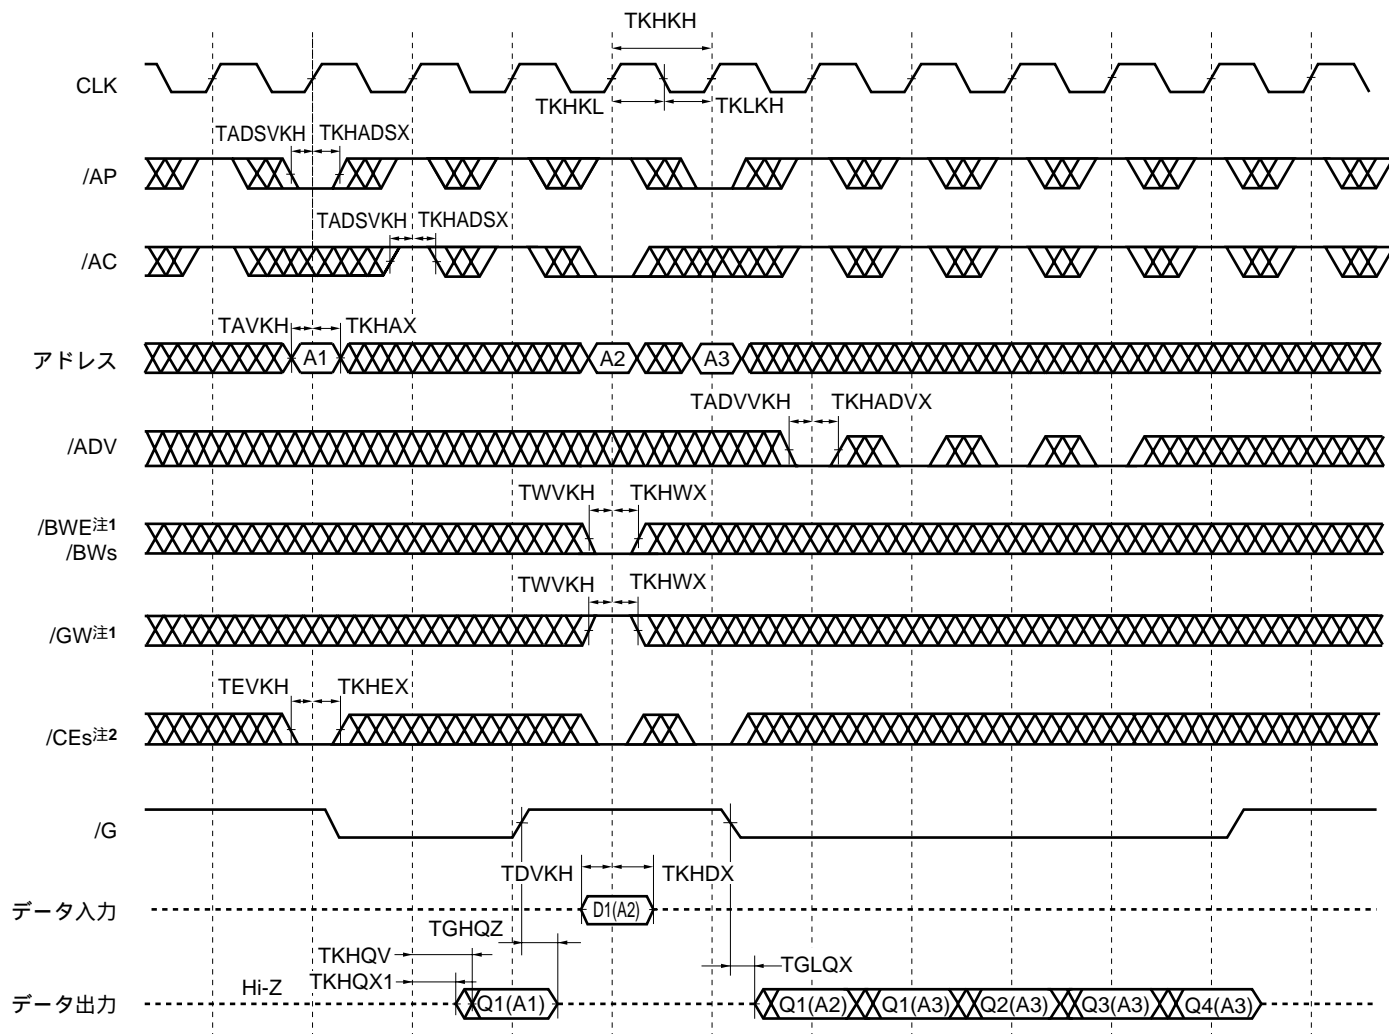 TKHKH
CLK
TKHKL
TKLKH
TADSVKH
TKHADSX
/AP
TADSVKH
TKHADSX
/AC
TAVKH
TKHAX
アドレス
A1
A2
A3
TADVVKH
TKHADVX
/ADV
TWVKH
TKHWX
/BWE注1
/BWs
TWVKH
TKHWX
/GW注1
TEVKH
TKHEX
/CEs注2
/G
TDVKH
TKHDX
データ入力
D1(A2)
TGHQZ
TKHQV
TGLQX
TKHQX1
Hi-Z
データ出力
Q1(A1)
Q1(A2)
Q1(A3)
Q2(A3)
Q3(A3)
Q4(A3)